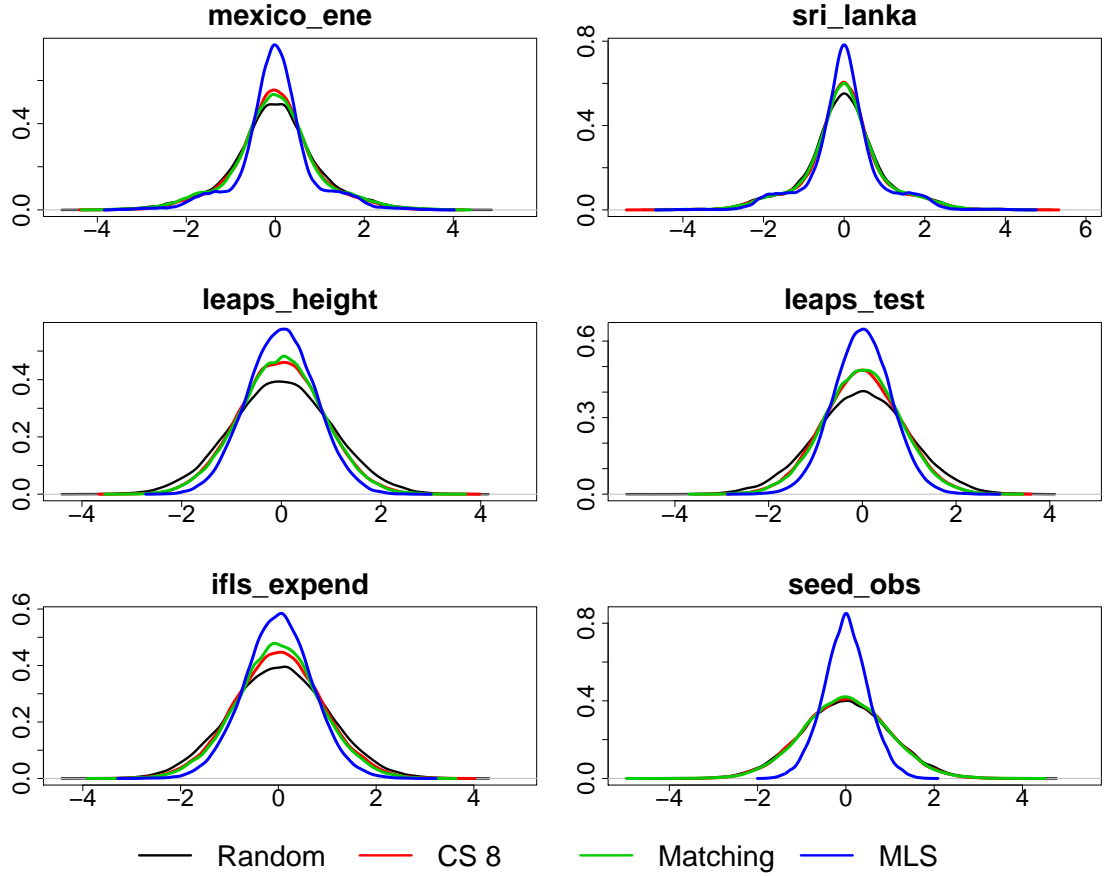 mexico_ene
sri_lanka
0.0 0.4
−4 −2 0 2 4
0.0 0.4 0.8
−4 −2 0 2 4 6
leaps_height
leaps_test
0.0 0.4
−4 −2 0 2 4
0.0 0.3 0.6
−4 −2 0 2 4
ifls_expend
seed_obs
0.0 0.2 0.4 0.6
−4 −2 0 2 4
0.0 0.4 0.8
−4 −2 0 2 4
Random CS 8 Matching MLS